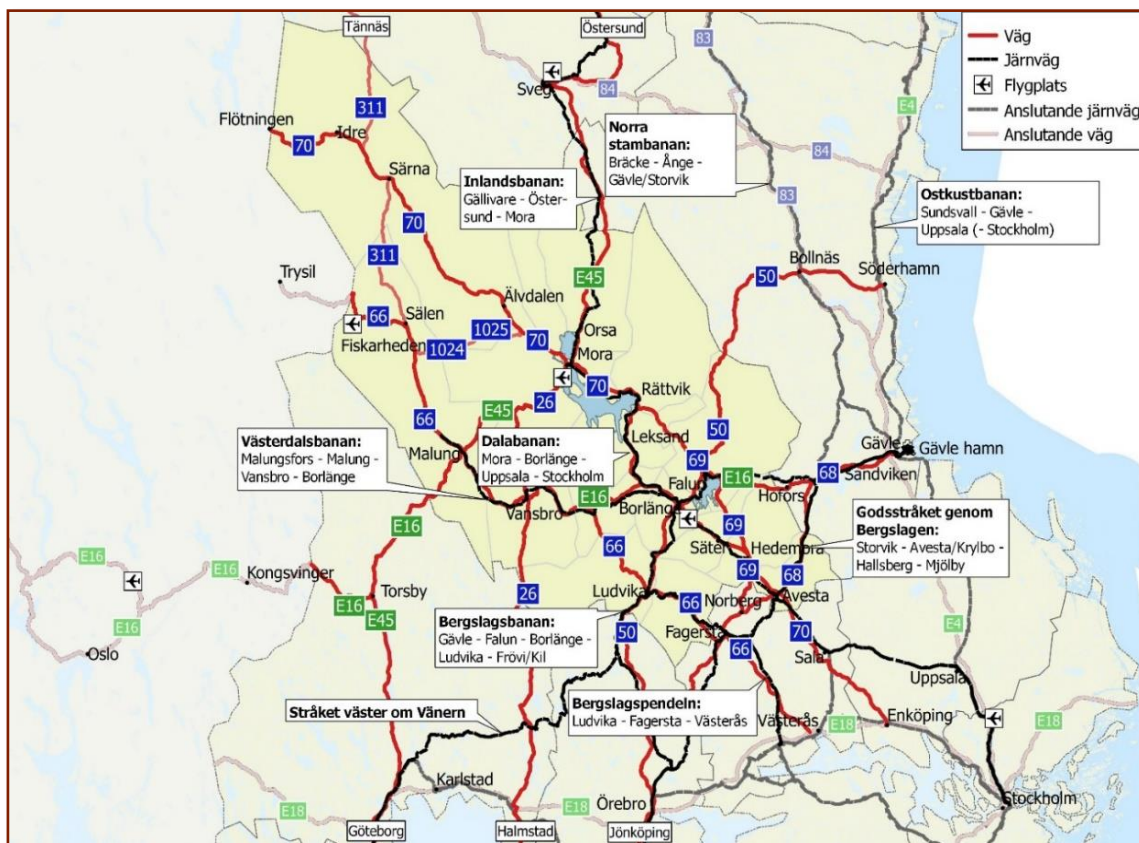 Tännäs
Östersund
83
Väg
Järnväg
Flygplats
Anslutande järnväg
Anslutande väg
Sveg
84
E4
311
Flötningen
Idre
70
Norra
stambanan:
Bräcke - Ånge -
Gävle/Storvik
84
Särna
Inlandsbanan:
Gällivare - Öster-
sund - Mora
83
Ostkustbanan:
Sundsvall - Gävle -
Uppsala (- Stockholm)
70
311
Trysil
E45
50
Bollnäs
Söderhamn
Älvdalen
66
Sälen
Fiskarheden
1024
1025
70
Orsa
Mora
70
Rättvik
26
E45
66
50
Leksand
Västerdalsbanan:
Malungsfors - Malung -
Vansbro - Borlänge
Malung
Dalabanan:
Mora - Borlänge -
Uppsala - Stockholm
Gävle
Gävle hamn
69
E16
68
Sandviken
Falun
Hofors
E16
Vansbro
Borlänge
E16
69
Godsstråket genom
Bergslagen:
Storvik - Avesta/Krylbo -
Hallsberg - Mjölby
66
Säter
Hedemora
E16
E16
Kongsvinger
E16
Torsby
E45
26
Ludvika
66
Norberg
69
68
Avesta
E16
Oslo
Bergslagsbanan:
Gävle - Falun - Borlänge -
Ludvika - Frövi/Kil
50
Fagersta
66
70
Sala
E4
Uppsala
Stråket väster om Vänern
Bergslagspendeln:
Ludvika - Fagersta - Västerås
Västerås
E18
Enköping
E18
Karlstad
E18
Örebro
E18
Stockholm
Göteborg
Halmstad
Jönköping